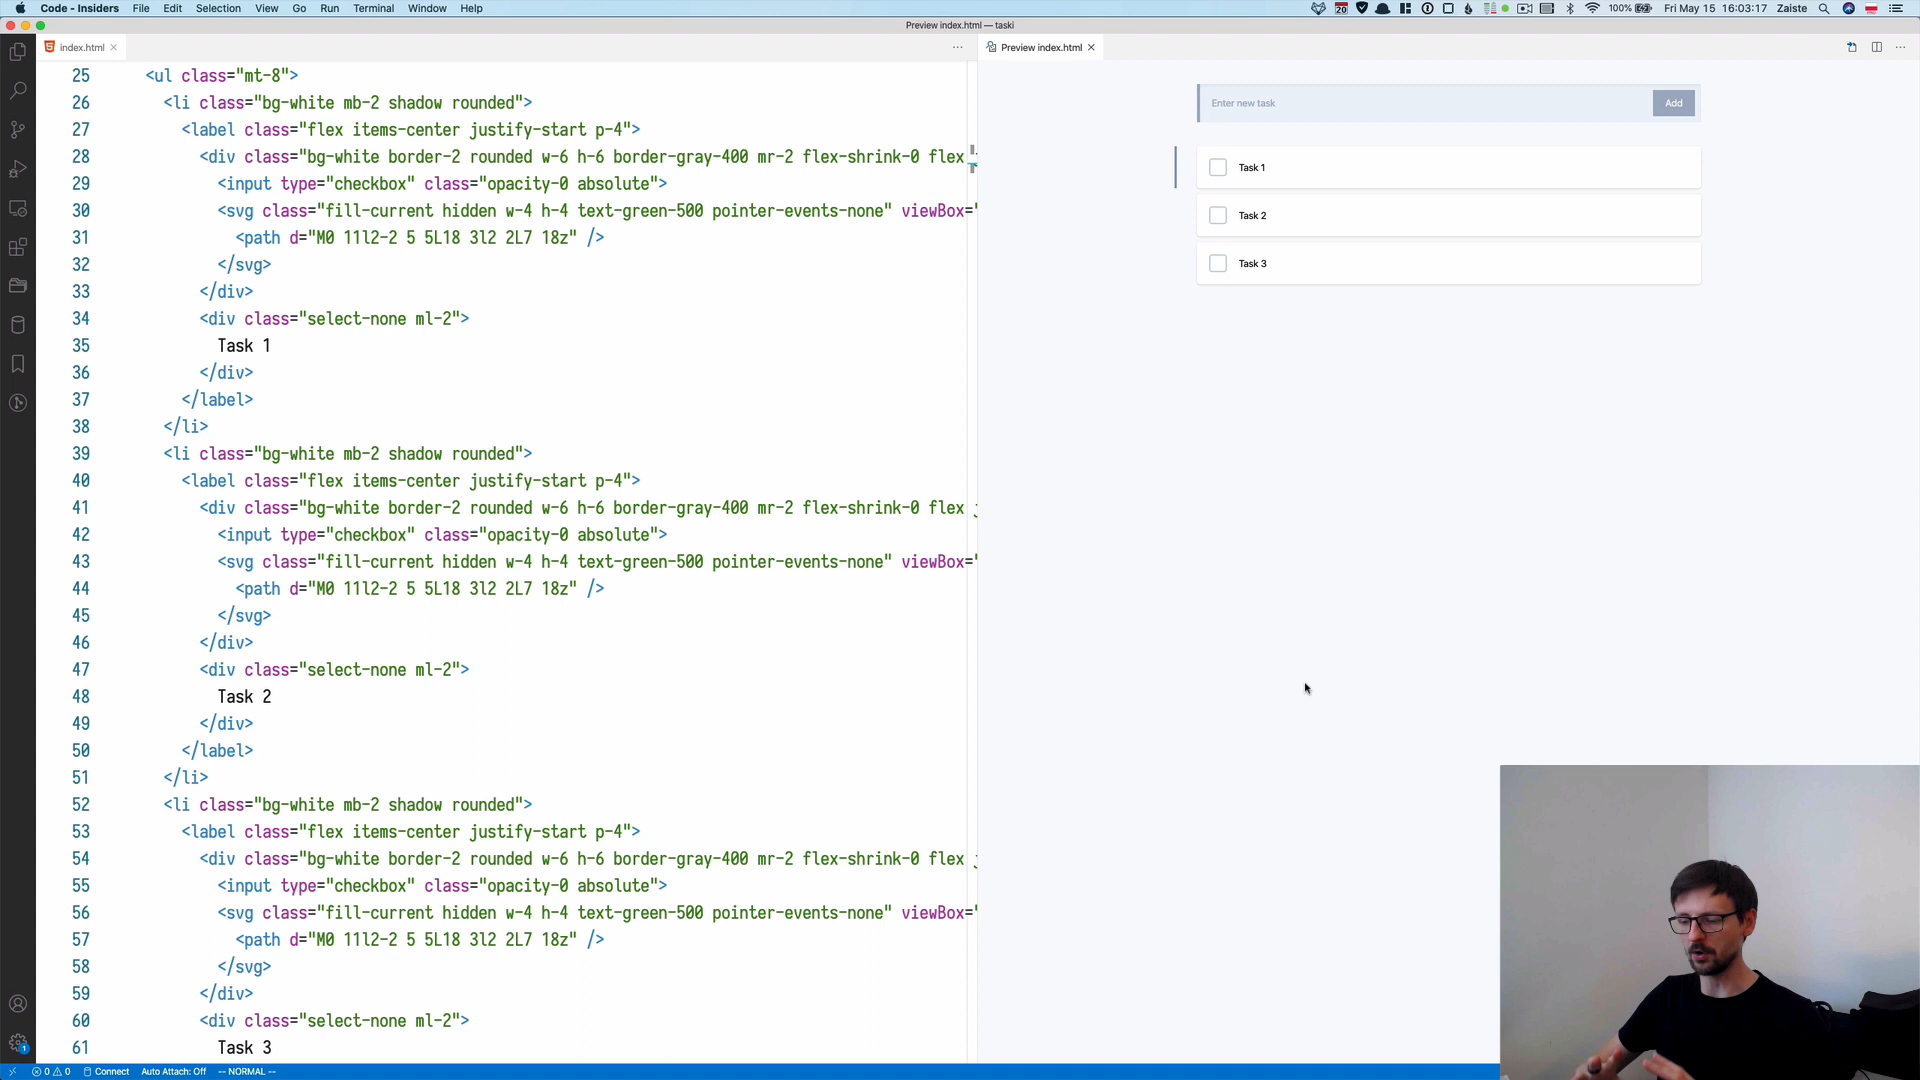 Code - Insiders File Edit Selection View Go Run Terminal Window Help
20 100% Fri May 15 16:03:17 Zaiste
Preview index.html — taski
index.html
Preview index.html
25 <ul class="mt-8">
26 <li class="bg-white mb-2 shadow rounded">
27 <label class="flex items-center justify-start p-4">
28 <div class="bg-white border-2 rounded w-6 h-6 border-gray-400 mr-2 flex-shrink-0 flex
29 <input type="checkbox" class="opacity-0 absolute">
30 <svg class="fill-current hidden w-4 h-4 text-green-500 pointer-events-none" viewBox="
31 <path d="M0 11l2-2 5 5L18 3l2 2L7 18z" />
32 </svg>
33 </div>
34 <div class="select-none ml-2">
35 Task 1
36 </div>
37 </label>
38 </li>
39 <li class="bg-white mb-2 shadow rounded">
40 <label class="flex items-center justify-start p-4">
41 <div class="bg-white border-2 rounded w-6 h-6 border-gray-400 mr-2 flex-shrink-0 flex
42 <input type="checkbox" class="opacity-0 absolute">
43 <svg class="fill-current hidden w-4 h-4 text-green-500 pointer-events-none" viewBox="
44 <path d="M0 11l2-2 5 5L18 3l2 2L7 18z" />
45 </svg>
46 </div>
47 <div class="select-none ml-2">
48 Task 2
49 </div>
50 </label>
51 </li>
52 <li class="bg-white mb-2 shadow rounded">
53 <label class="flex items-center justify-start p-4">
54 <div class="bg-white border-2 rounded w-6 h-6 border-gray-400 mr-2 flex-shrink-0 flex
55 <input type="checkbox" class="opacity-0 absolute">
56 <svg class="fill-current hidden w-4 h-4 text-green-500 pointer-events-none" viewBox="
57 <path d="M0 11l2-2 5 5L18 3l2 2L7 18z" />
58 </svg>
59 </div>
60 <div class="select-none ml-2">
61 Task 3
Enter new task Add
Task 1
Task 2
Task 3
1
0 0 Connect Auto Attach: Off -- NORMAL --